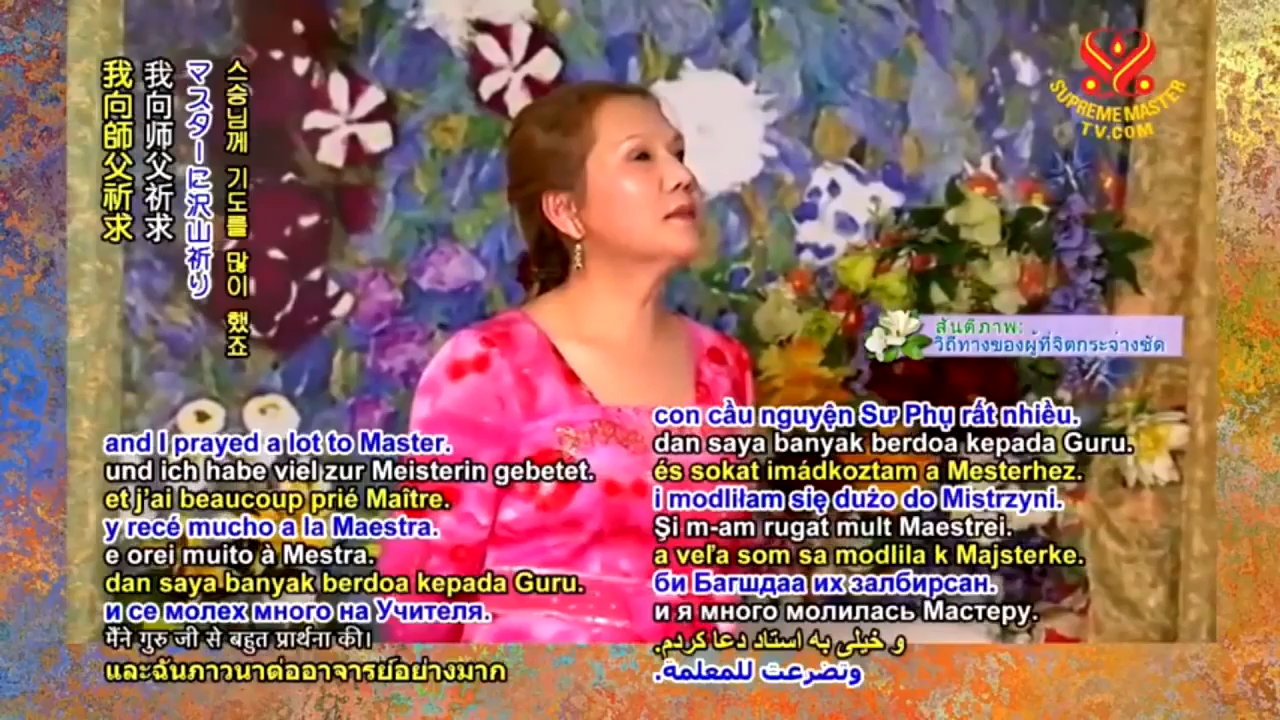 我向師父祈求
我向师父祈求
マスターに沢山祈り
스승님께 기도를 많이 했죠
SUPREME MASTER
TV.COM
สันติภาพ:
วิถีทางของผู้ที่จิตกระจ่างชัด
and I prayed a lot to Master.
und ich habe viel zur Meisterin gebetet.
et j'ai beaucoup prié Maître.
y recé mucho a la Maestra.
e orei muito à Mestra.
dan saya banyak berdoa kepada Guru.
и се молех много на Учителя.
मैंने गुरु जी से बहुत प्रार्थना की।
และฉันภาวนาต่ออาจารย์อย่างมาก
con cầu nguyện Sư Phụ rất nhiều.
dan saya banyak berdoa kepada Guru.
és sokat imádkoztam a Mesterhez.
i modliłam się dużo do Mistrzyni.
Şi m-am rugat mult Maestrei.
a veľa som sa modlila k Majsterke.
би Багшдаа их залбирсан.
и я много молилась Мастеру.
و خیلی به استاد دعا کردم.
وتضرعت للمعلمة.